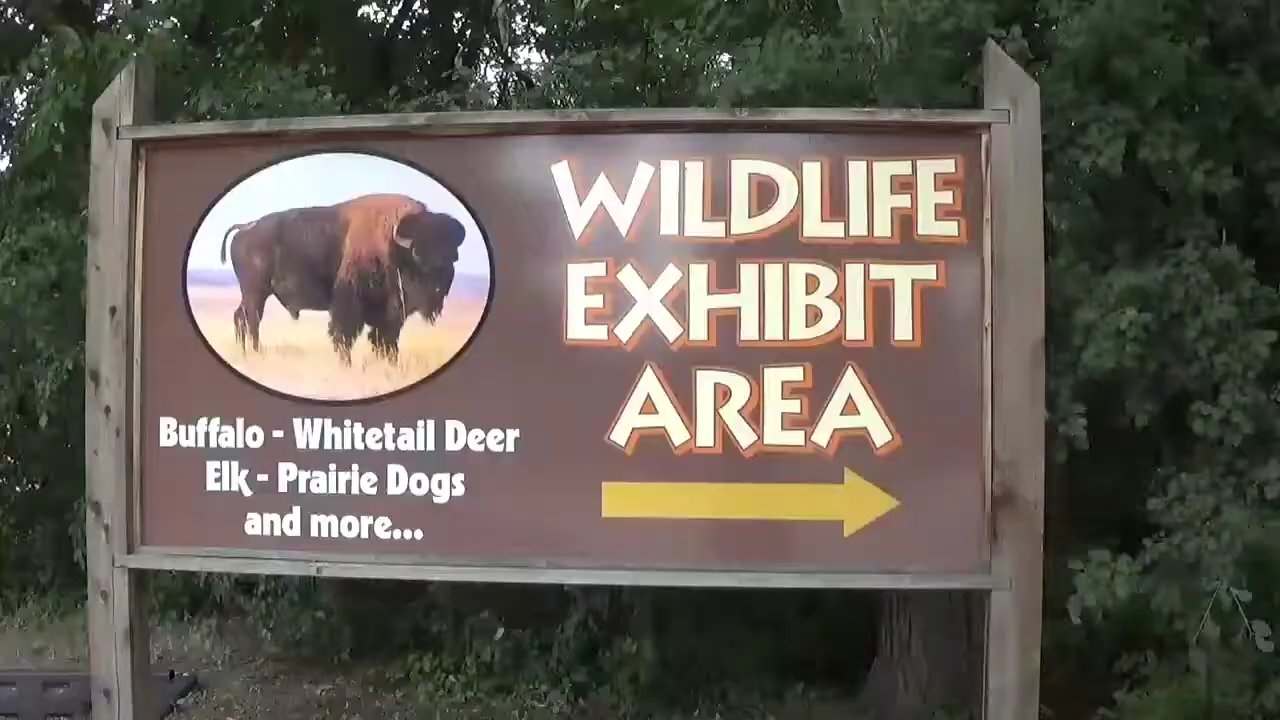 WILDLIFE
EXHIBIT
AREA
Buffalo - Whitetail Deer
Elk - Prairie Dogs
and more...